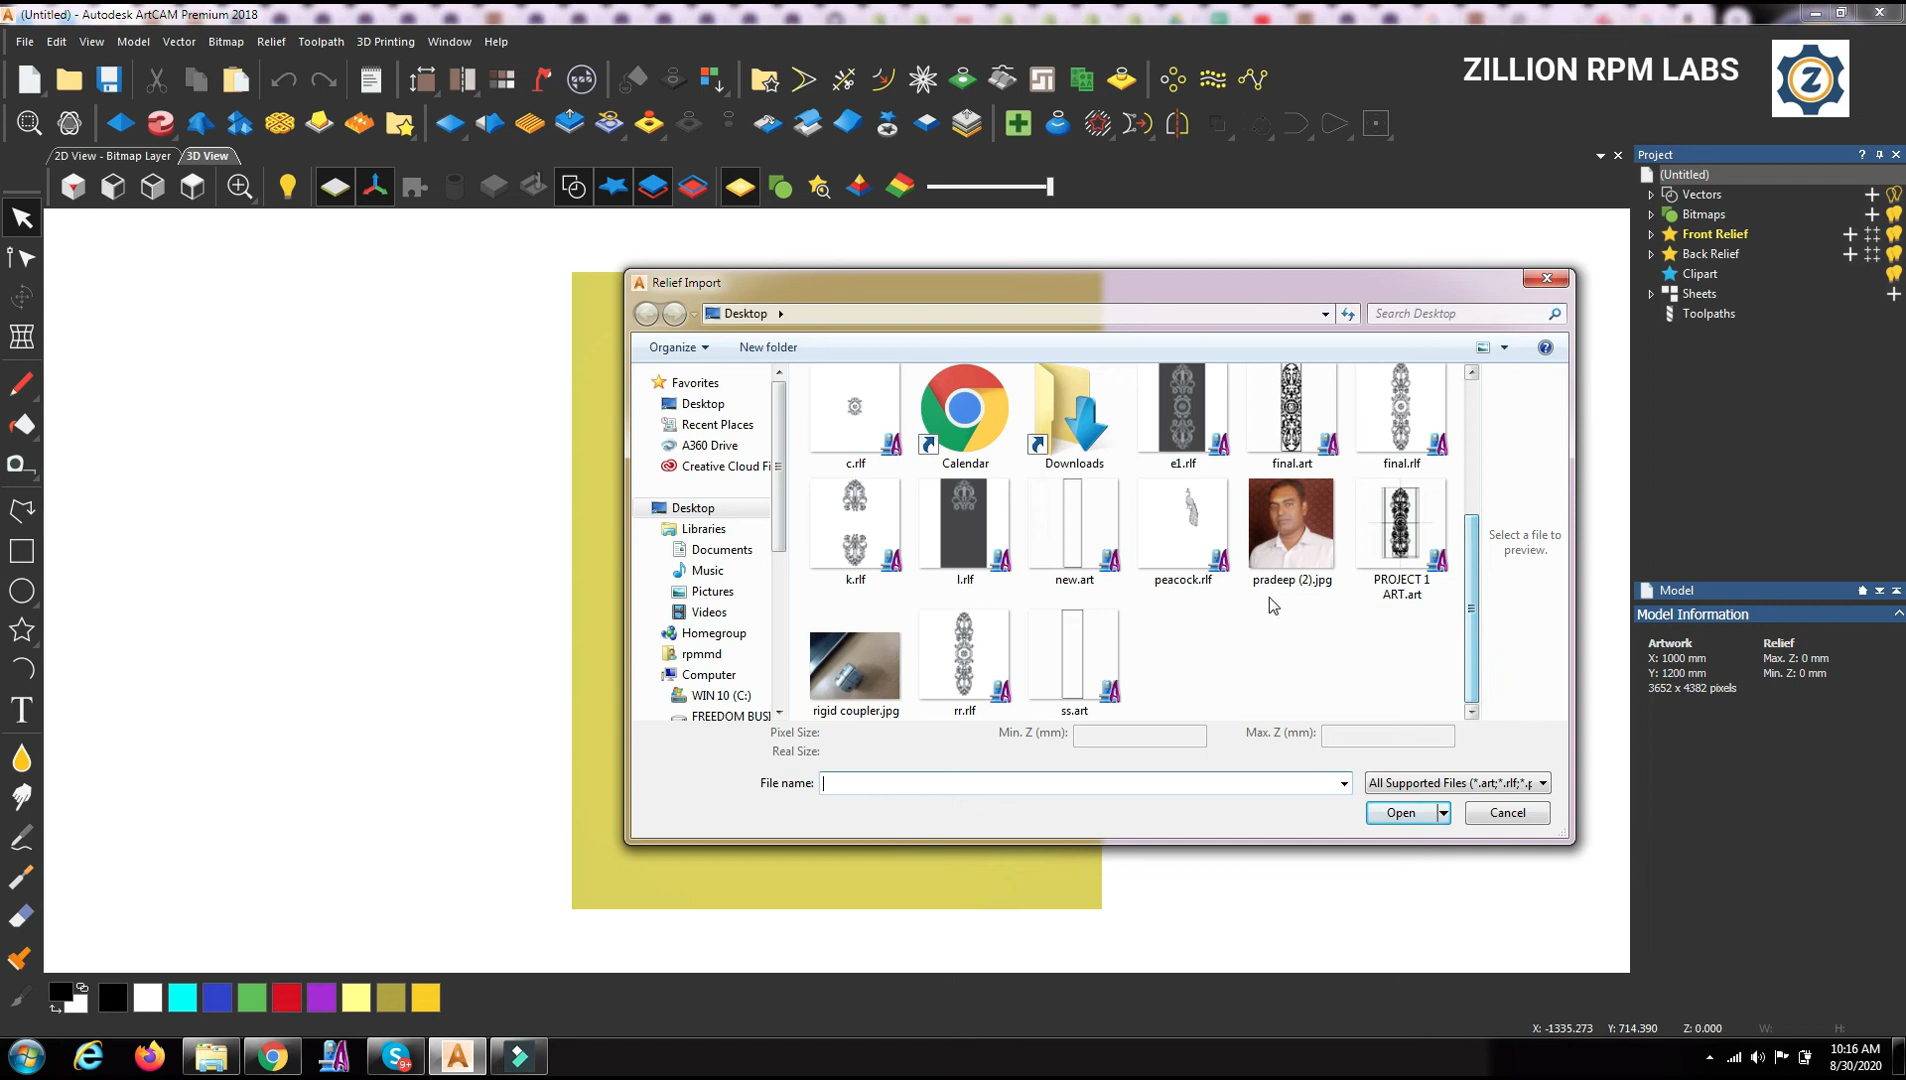 (Untitled) - Autodesk ArtCAM Premium 2018
File Edit View Model Vector Bitmap Relief Toolpath 3D Printing Window Help
ZILLION RPM LABS
Z
2D View - Bitmap Layer 3D View
Project
(Untitled)
Vectors
Bitmaps
Front Relief
Back Relief
Clipart
Sheets
Toolpaths
Relief Import
Desktop
Search Desktop
Organize New folder
Favorites
Desktop
Recent Places
A360 Drive
Creative Cloud Fi
Desktop
Libraries
Documents
Music
Pictures
Videos
Homegroup
rpmmd
Computer
WIN 10 (C:)
FREEDOM BUSI
c.rlf Calendar Downloads e1.rlf final.art final.rlf
k.rlf l.rlf new.art peacock.rlf pradeep (2).jpg PROJECT 1
ART.art
rigid coupler.jpg rr.rlf ss.art
Select a file to
preview.
Pixel Size: Min. Z (mm): Max. Z (mm):
Real Size:
File name: All Supported Files (*.art;*.rlf;*.p
Open Cancel
Model
Model Information
Artwork Relief
X: 1000 mm Max. Z: 0 mm
Y: 1200 mm Min. Z: 0 mm
3652 x 4382 pixels
X: -1335.273 Y: 714.390 Z: 0.000 W: H:
9+
10:16 AM
8/30/2020